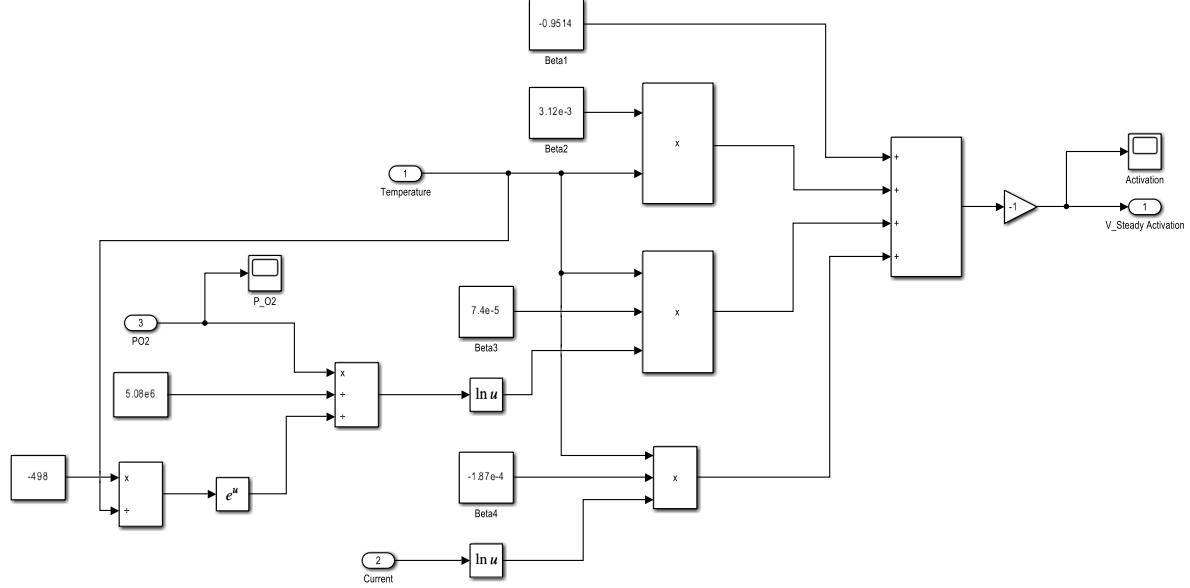 -0.9514
Beta1
3.12e-3
Beta2
x
1
Temperature
+
+
+
+
-1
Activation
1
V_Steady Activation
P_O2
3
PO2
7.4e-5
Beta3
x
5.08e6
x
÷
÷
ln u
-498
x
÷
e^u
-1.87e-4
Beta4
x
2
Current
ln u